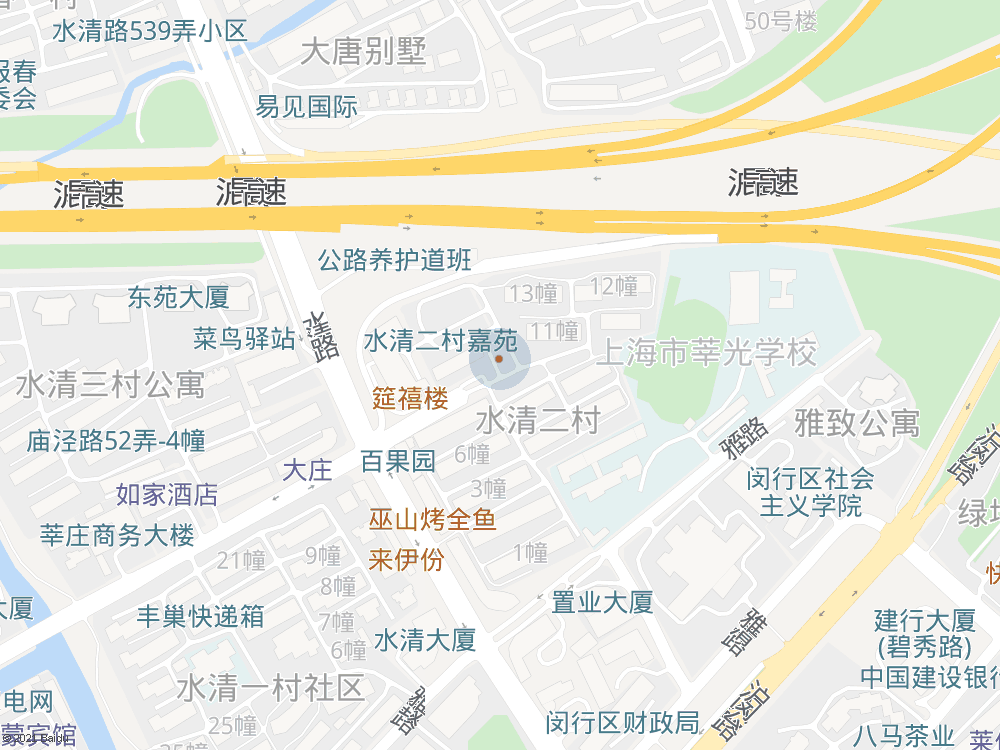 50号楼
水清路539弄小区
大唐别墅
报春
委会
易见国际
公路养护道班
12幢
13幢
东苑大厦
11幢
菜鸟驿站
水清二村嘉苑
上海市莘光学校
水清三村公寓
筵禧楼
水清二村
雅致公寓
庙泾路52弄-4幢
6幢
百果园
大庄
闵行区社会
主义学院
如家酒店
3幢
绿地
巫山烤全鱼
莘庄商务大楼
9幢
1幢
来伊份
21幢
8幢
大厦
丰巢快递箱
置业大厦
7幢
建行大厦
(碧秀路)
水清大厦
6幢
中国建设银行
水清一村社区
电网
25幢
闵行区财政局
蒙宾馆
八马茶业